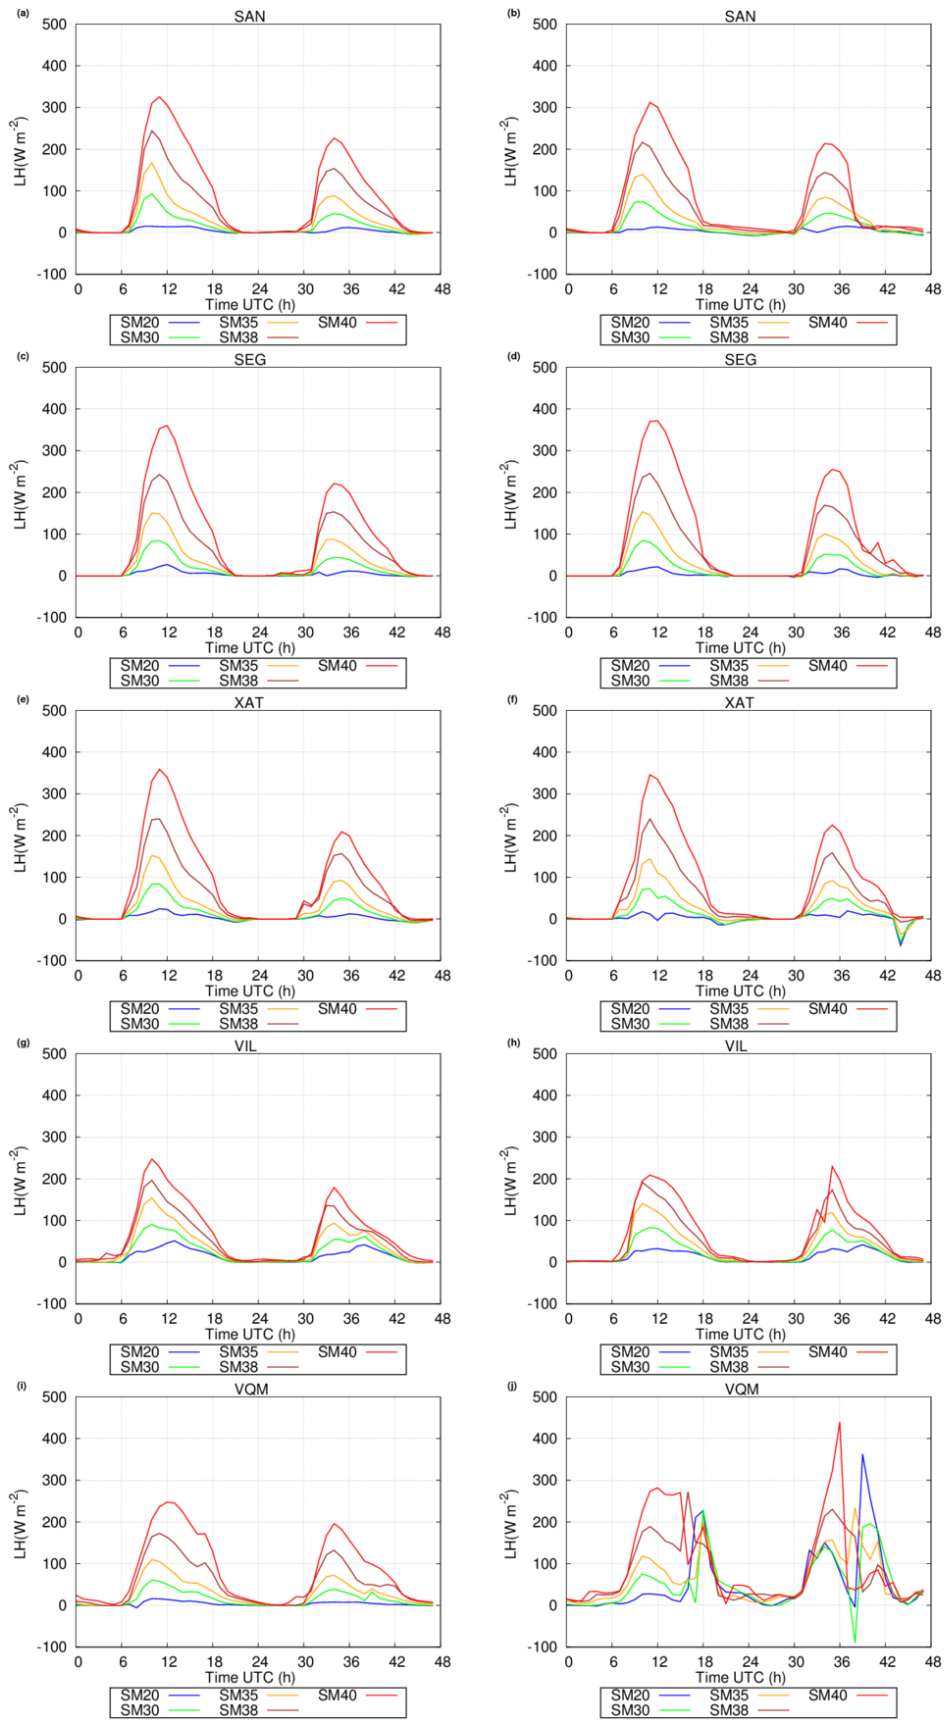 (a) SAN
500
400
300
200
100
0
-100
LH(W m-2)
0 6 12 18 24 30 36 42 48
Time UTC (h)
SM20 SM35 SM40
SM30 SM38
(b) SAN
500
400
300
200
100
0
-100
LH(W m-2)
0 6 12 18 24 30 36 42 48
Time UTC (h)
SM20 SM35 SM40
SM30 SM38
(c) SEG
500
400
300
200
100
0
-100
LH(W m-2)
0 6 12 18 24 30 36 42 48
Time UTC (h)
SM20 SM35 SM40
SM30 SM38
(d) SEG
500
400
300
200
100
0
-100
LH(W m-2)
0 6 12 18 24 30 36 42 48
Time UTC (h)
SM20 SM35 SM40
SM30 SM38
(e) XAT
500
400
300
200
100
0
-100
LH(W m-2)
0 6 12 18 24 30 36 42 48
Time UTC (h)
SM20 SM35 SM40
SM30 SM38
(f) XAT
500
400
300
200
100
0
-100
LH(W m-2)
0 6 12 18 24 30 36 42 48
Time UTC (h)
SM20 SM35 SM40
SM30 SM38
(g) VIL
500
400
300
200
100
0
-100
LH(W m-2)
0 6 12 18 24 30 36 42 48
Time UTC (h)
SM20 SM35 SM40
SM30 SM38
(h) VIL
500
400
300
200
100
0
-100
LH(W m-2)
0 6 12 18 24 30 36 42 48
Time UTC (h)
SM20 SM35 SM40
SM30 SM38
(i) VQM
500
400
300
200
100
0
-100
LH(W m-2)
0 6 12 18 24 30 36 42 48
Time UTC (h)
SM20 SM35 SM40
SM30 SM38
(j) VQM
500
400
300
200
100
0
-100
LH(W m-2)
0 6 12 18 24 30 36 42 48
Time UTC (h)
SM20 SM35 SM40
SM30 SM38